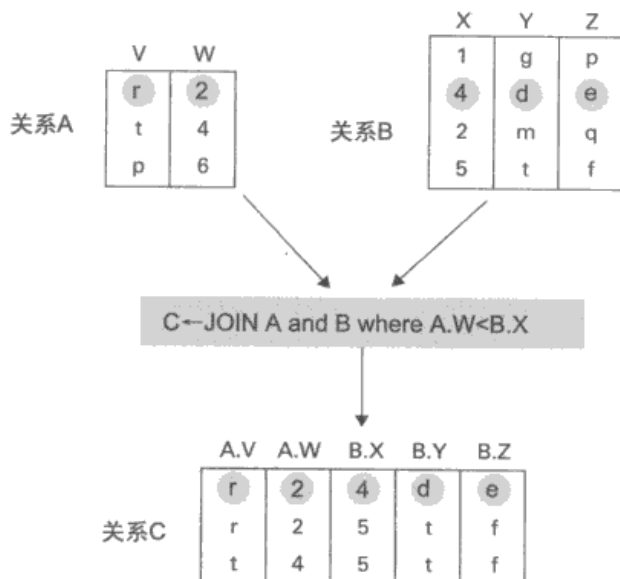 V W
r 2
关系A
t 4
p 6
X Y Z
1 g p
4 d e
关系B
2 m q
5 t f
C←JOIN A and B where A.W<B.X
A.V A.W B.X B.Y B.Z
r 2 4 d e
关系C
r 2 5 t f
t 4 5 t f